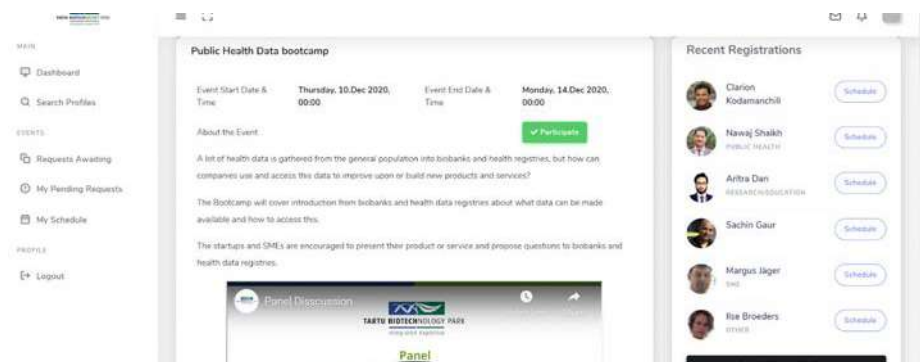 TARTU BIOTECHNOLOGY PARK
MAIN
Dashboard
Search Profiles
EVENTS
Requests Awaiting
My Pending Requests
My Schedule
PROFILE
Logout
Public Health Data bootcamp
Event Start Date &
Time
Thursday, 10.Dec 2020,
00:00
Event End Date &
Time
Monday, 14.Dec 2020,
00:00
About the Event
Participate
A lot of health data is gathered from the general population into biobanks and health registries, but how can
companies use and access this data to improve upon or build new products and services?
The Bootcamp will cover introduction from biobanks and health data registries about what data can be made
available and how to access this.
The startups and SMEs are encouraged to present their product or service and propose questions to biobanks and
health data registries.
Panel Disscussion
TARTU BIOTECHNOLOGY PARK
Panel
Recent Registrations
Clarion
Kodamanchili
Schedule
Nawaj Shaikh
PUBLIC HEALTH
Schedule
Aritra Dan
RESEARCH/EDUCATION
Schedule
Sachin Gaur
Schedule
Margus Jäger
SME
Schedule
Ilse Broeders
OTHER
Schedule